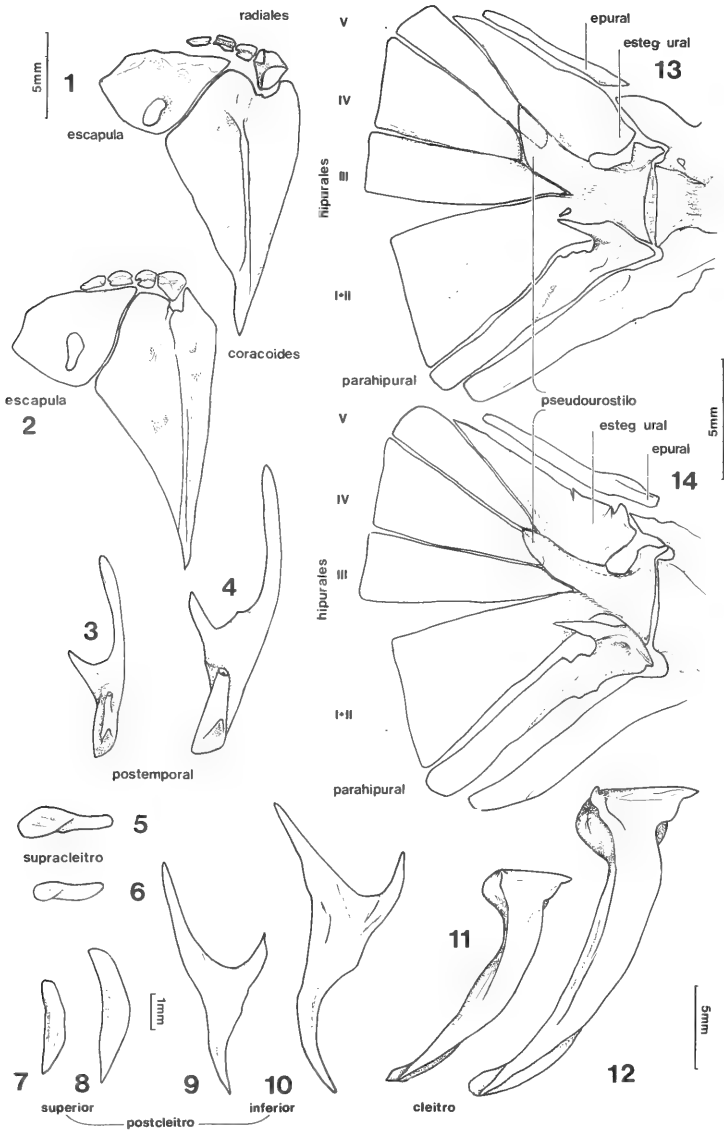 radiales
5mm
1
escapula
coracoides
escapula
2
3
4
postemporal
5
supracleitro
6
7
8
1mm
9
10
superior
postcleitro
inferior
V
epural
esteg ural
13
IV
III
hipurales
I+II
parahipural
pseudourostilo
5mm
V
esteg ural
epural
14
IV
III
hipurales
I+II
parahipural
11
12
5mm
cleitro